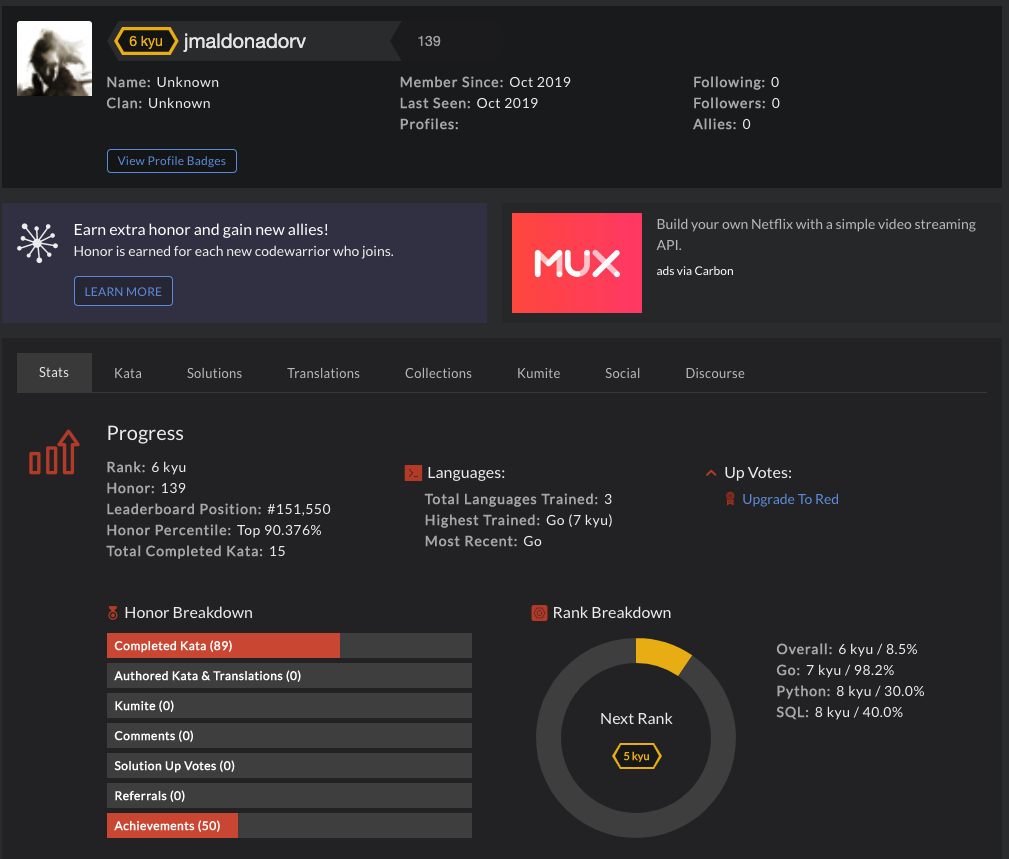 6 kyu jmaldonadorv 139
Name: Unknown
Clan: Unknown
Member Since: Oct 2019
Last Seen: Oct 2019
Profiles:
Following: 0
Followers: 0
Allies: 0
View Profile Badges
Earn extra honor and gain new allies!
Honor is earned for each new codewarrior who joins.
LEARN MORE
MUX
Build your own Netflix with a simple video streaming
API.
ads via Carbon
Stats Kata Solutions Translations Collections Kumite Social Discourse
Progress
Rank: 6 kyu
Honor: 139
Leaderboard Position: #151,550
Honor Percentile: Top 90.376%
Total Completed Kata: 15
Languages:
Total Languages Trained: 3
Highest Trained: Go (7 kyu)
Most Recent: Go
Up Votes:
Upgrade To Red
Honor Breakdown
Completed Kata (89)
Authored Kata & Translations (0)
Kumite (0)
Comments (0)
Solution Up Votes (0)
Referrals (0)
Achievements (50)
Rank Breakdown
Next Rank
5 kyu
Overall: 6 kyu / 8.5%
Go: 7 kyu / 98.2%
Python: 8 kyu / 30.0%
SQL: 8 kyu / 40.0%